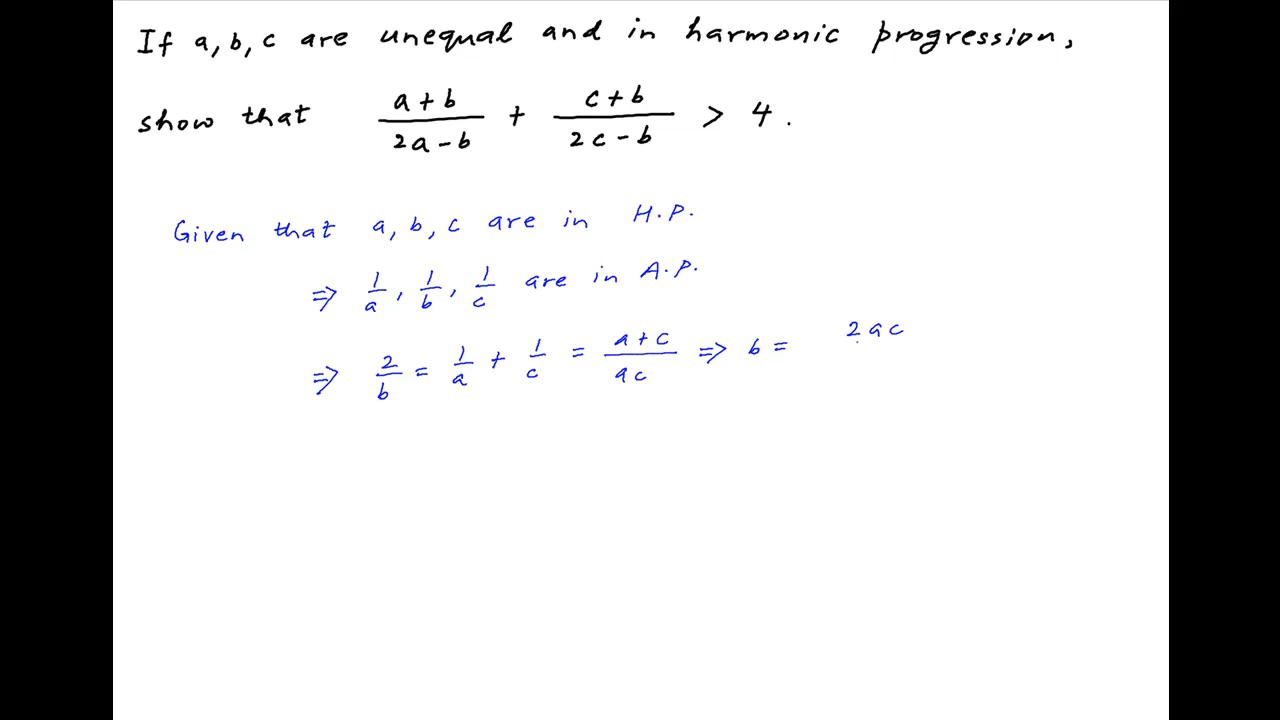 If a, b, c are unequal and in harmonic progression,
show that (a + b)/(2a - b) + (c + b)/(2c - b) > 4.
Given that a, b, c are in H.P.
⇒ 1/a, 1/b, 1/c are in A.P.
⇒ 2/b = 1/a + 1/c = (a + c)/(ac) ⇒ b = 2ac